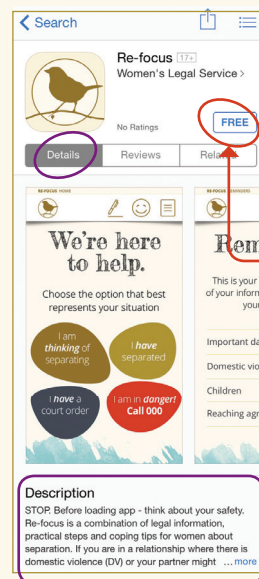 Search
Re-focus 17+
Women's Legal Service >
No Ratings
FREE
Details
Reviews
Rela
RE-FOCUS HOME
RE-FOCUS REMINDERS
We're here
to help.
Choose the option that best
represents your situation
I am
thinking of
separating
I have
separated
I have a
court order
I am in danger!
Call 000
Rem
This is your
of your inform
your
Important da
Domestic vio
Children
Reaching agr
Description
STOP. Before loading app - think about your safety.
Re-focus is a combination of legal information,
practical steps and coping tips for women about
separation. If you are in a relationship where there is
domestic violence (DV) or your partner might ...more